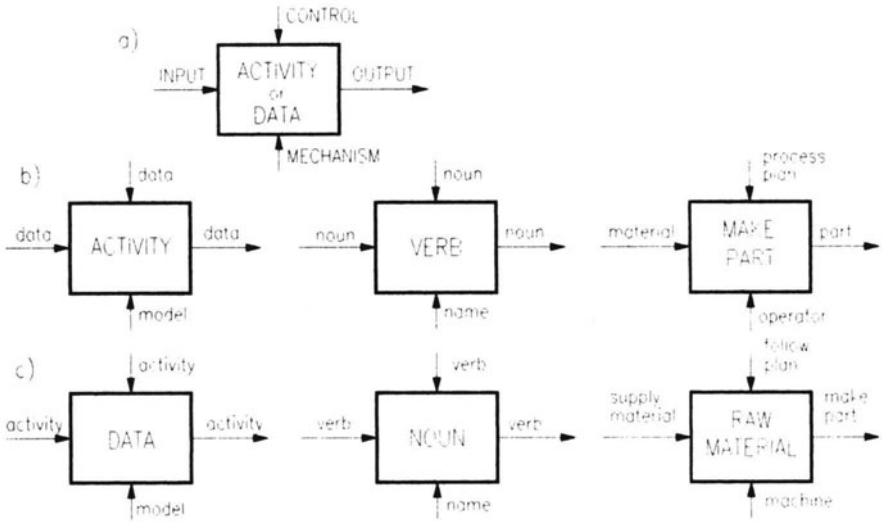 a)
CONTROL
INPUT
ACTIVITY
or
DATA
OUTPUT
MECHANISM
b)
data
data
ACTIVITY
data
model
noun
noun
VERB
noun
name
process
plan
material
MAKE
PART
part
operator
c)
activity
activity
DATA
activity
model
verb
verb
NOUN
verb
name
follow
plan
supply
material
RAW
MATERIAL
make
part
machine